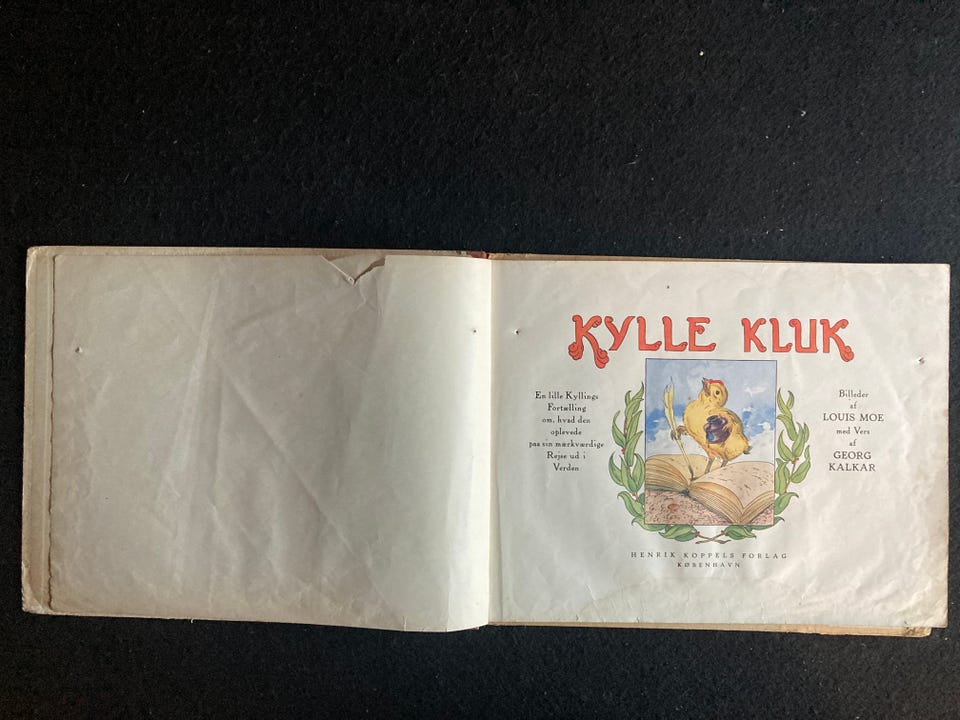 KYLLE KLUK
En lille Kyllings
Fortælling
om, hvad den
oplevede
paa sin mærkværdige
Rejse ud i
Verden
Billeder
af
LOUIS MOE
med Vers
af
GEORG
KALKAR
HENRIK KOPPELS FORLAG
KØBENHAVN